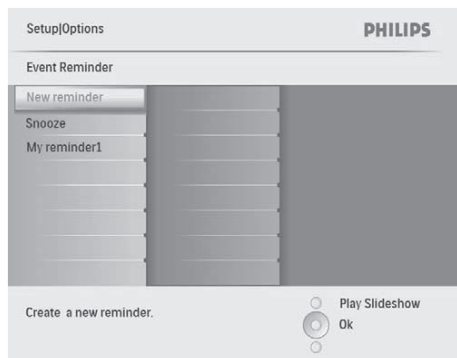 Setup|Options
PHILIPS
Event Reminder
New reminder
Snooze
My reminder1
Create a new reminder.
Play Slideshow
Ok